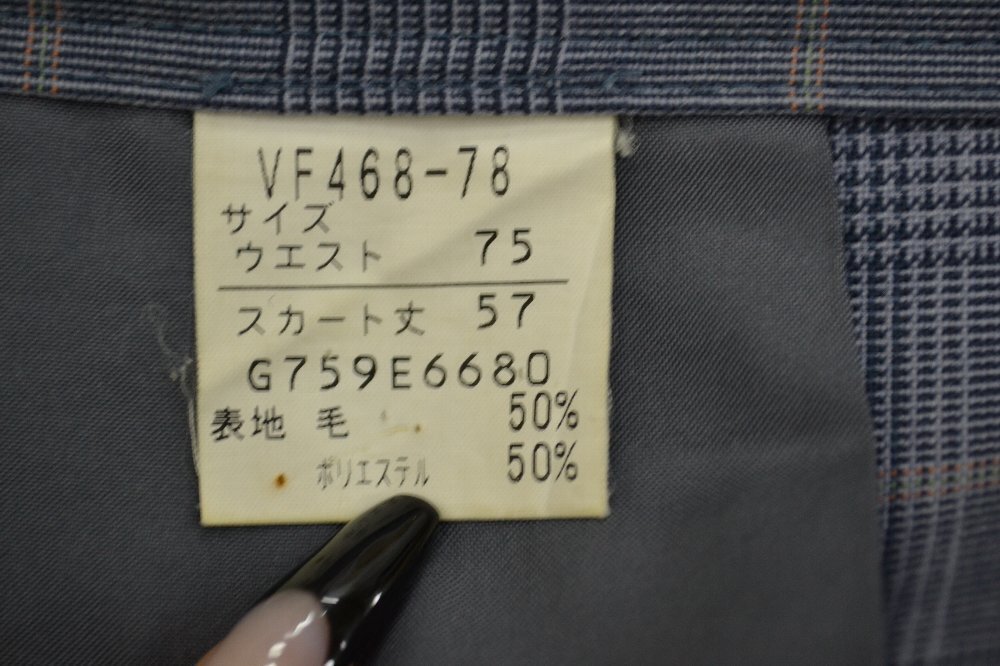 VF468-78
サイズ
ウエスト 75
スカート丈 57
G759E6680
表地 毛 50%
ポリエステル 50%